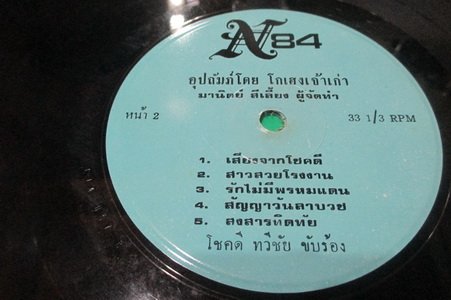 N84
อุปถัมภ์โดย โกเฮงเจ้าเก่า
มานิตย์ สีเลี้ยง ผู้จัดทำ
หน้า 2
33 1/3 RPM
1. เสียงจากโชคดี
2. สาวสวยโรงงาน
3. รักไม่มีพรหมแดน
4. สัญญาวันลาบวช
5. สงสารทิดทัย
โชคดี ทวีชัย ขับร้อง